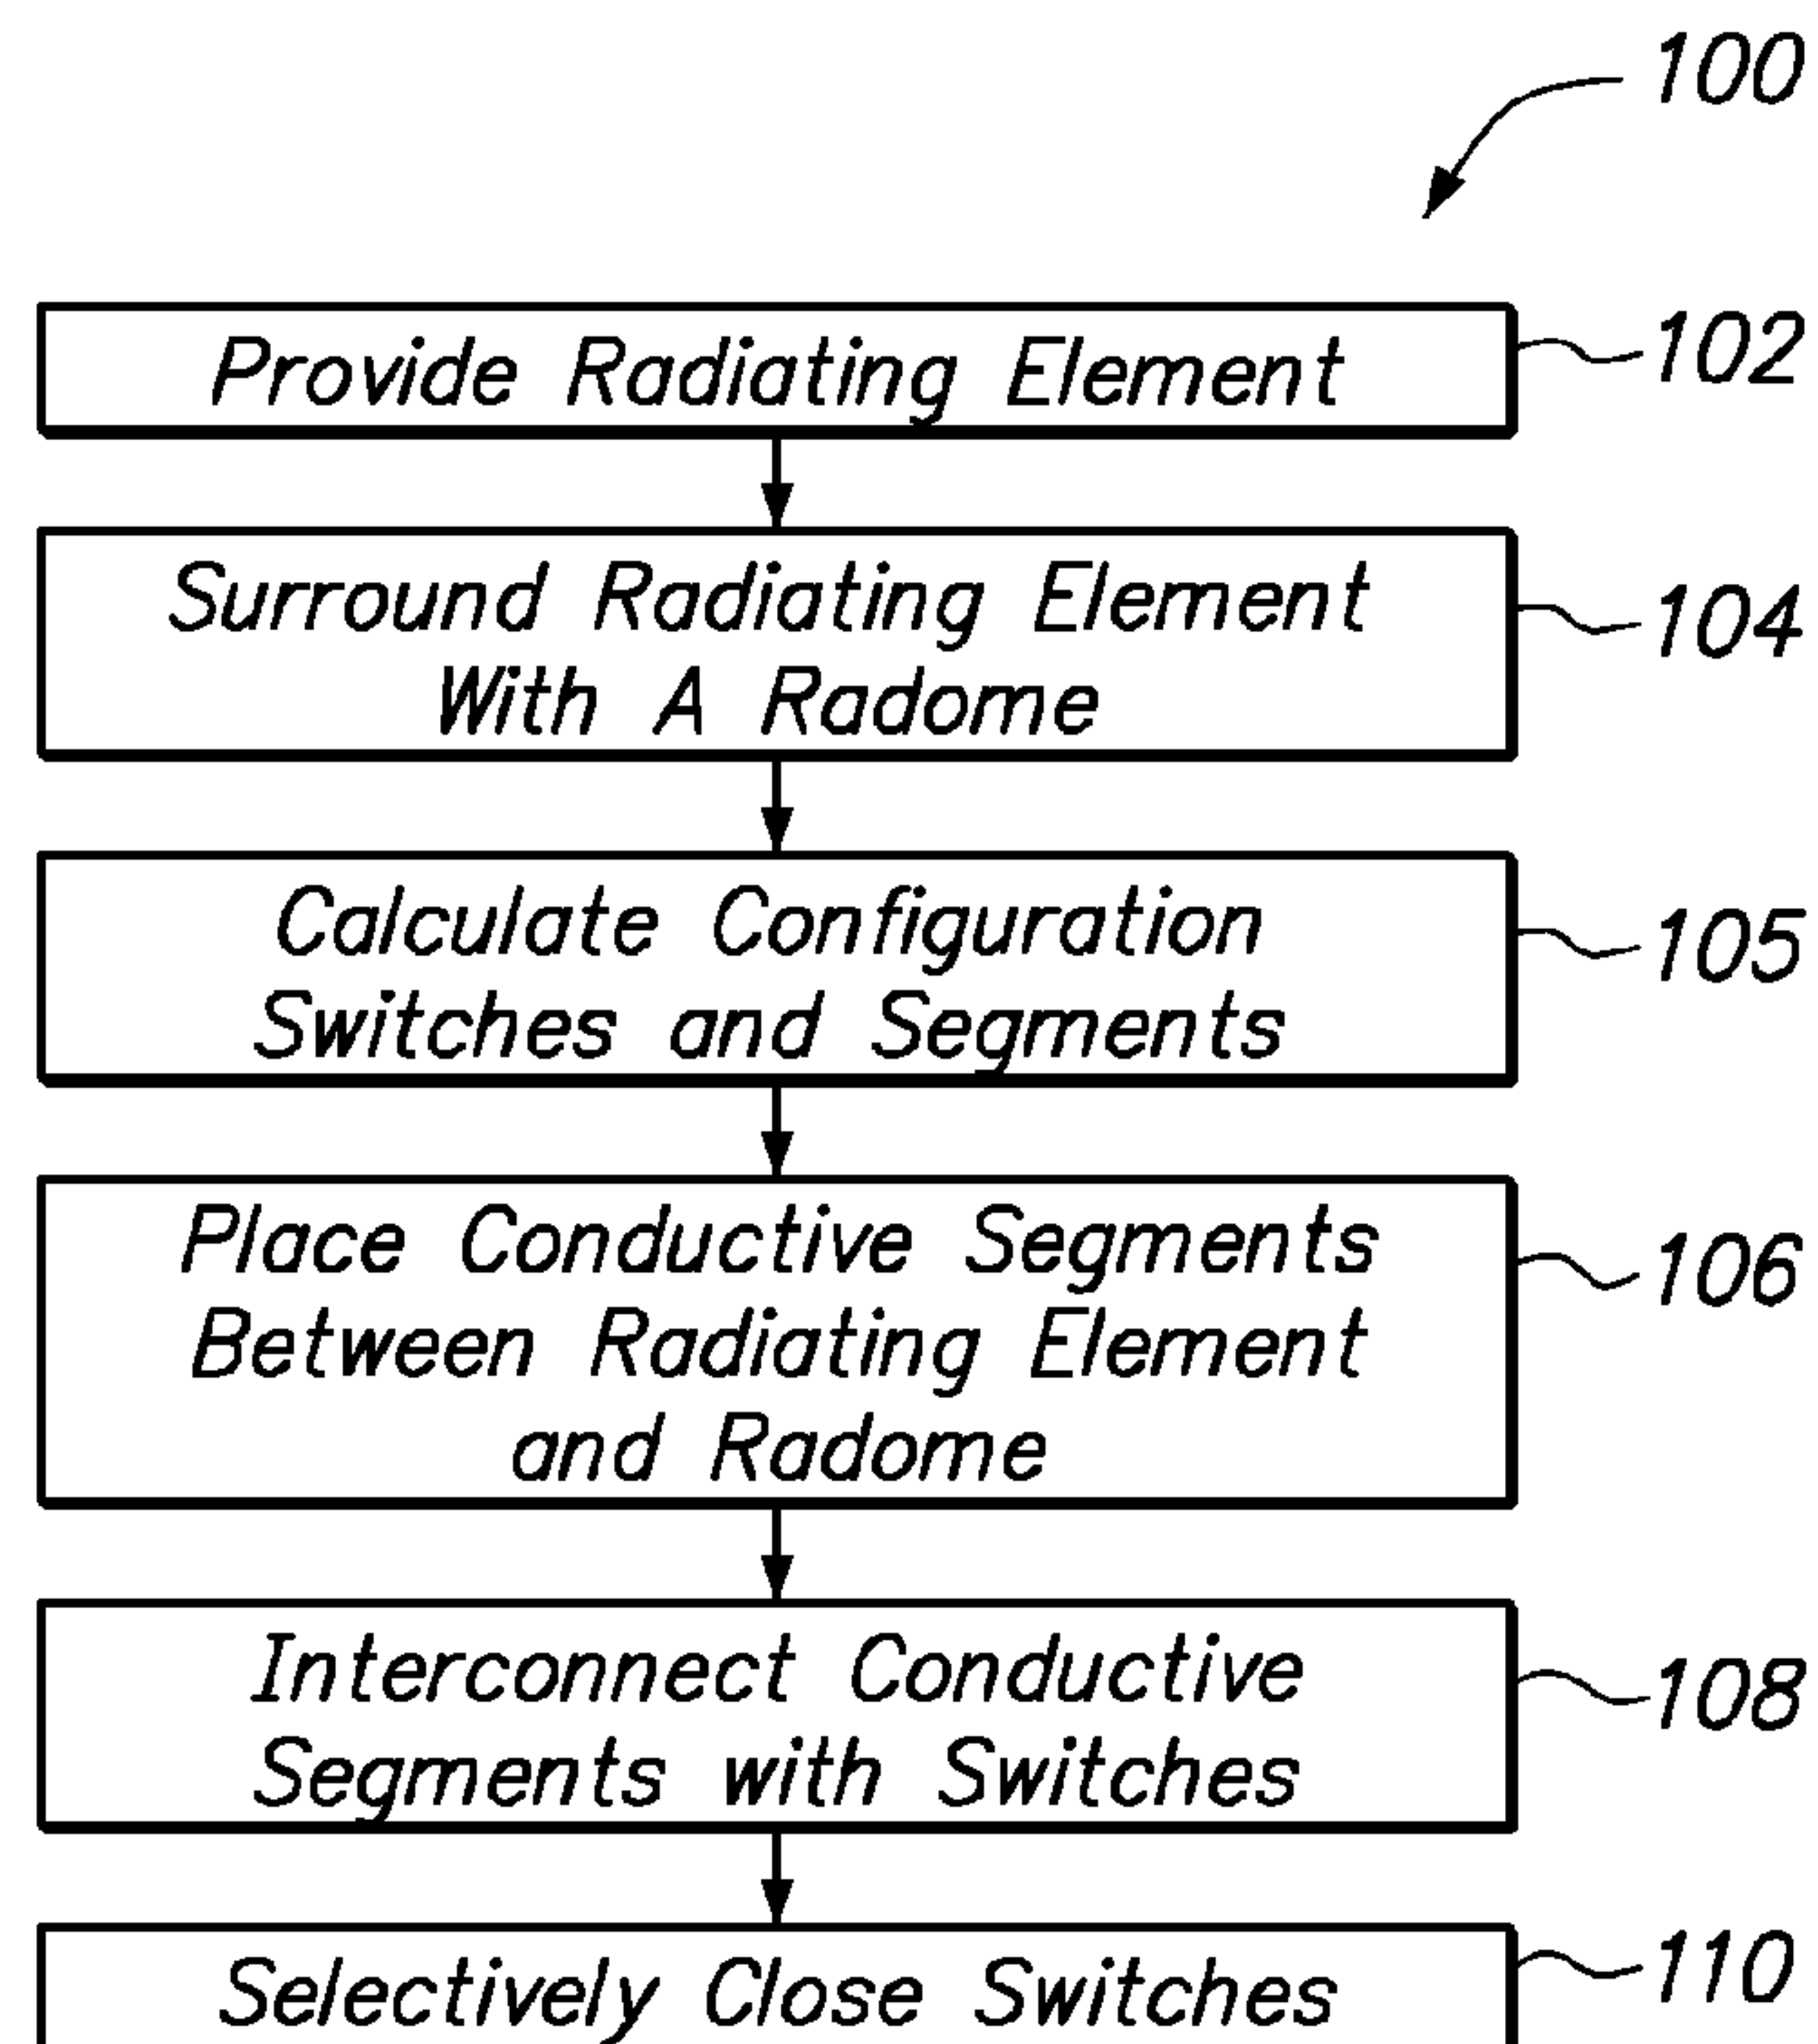 100
Provide Radiating Element
102
Surround Radiating Element
With A Radome
104
Calculate Configuration
Switches and Segments
105
Place Conductive Segments
Between Radiating Element
and Radome
106
Interconnect Conductive
Segments with Switches
108
Selectively Close Switches
110